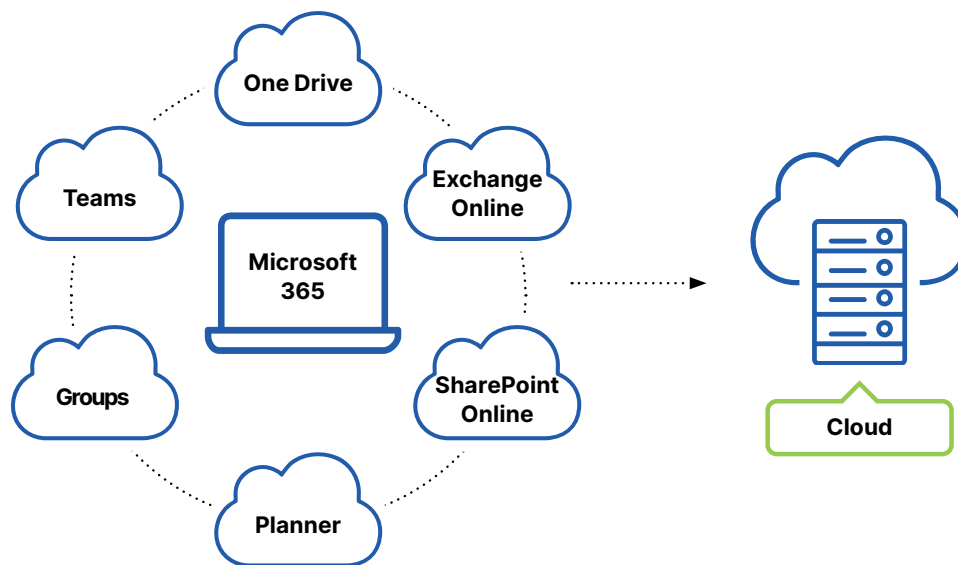 One Drive
Teams
Exchange
Online
Microsoft
365
Groups
SharePoint
Online
Planner
Cloud